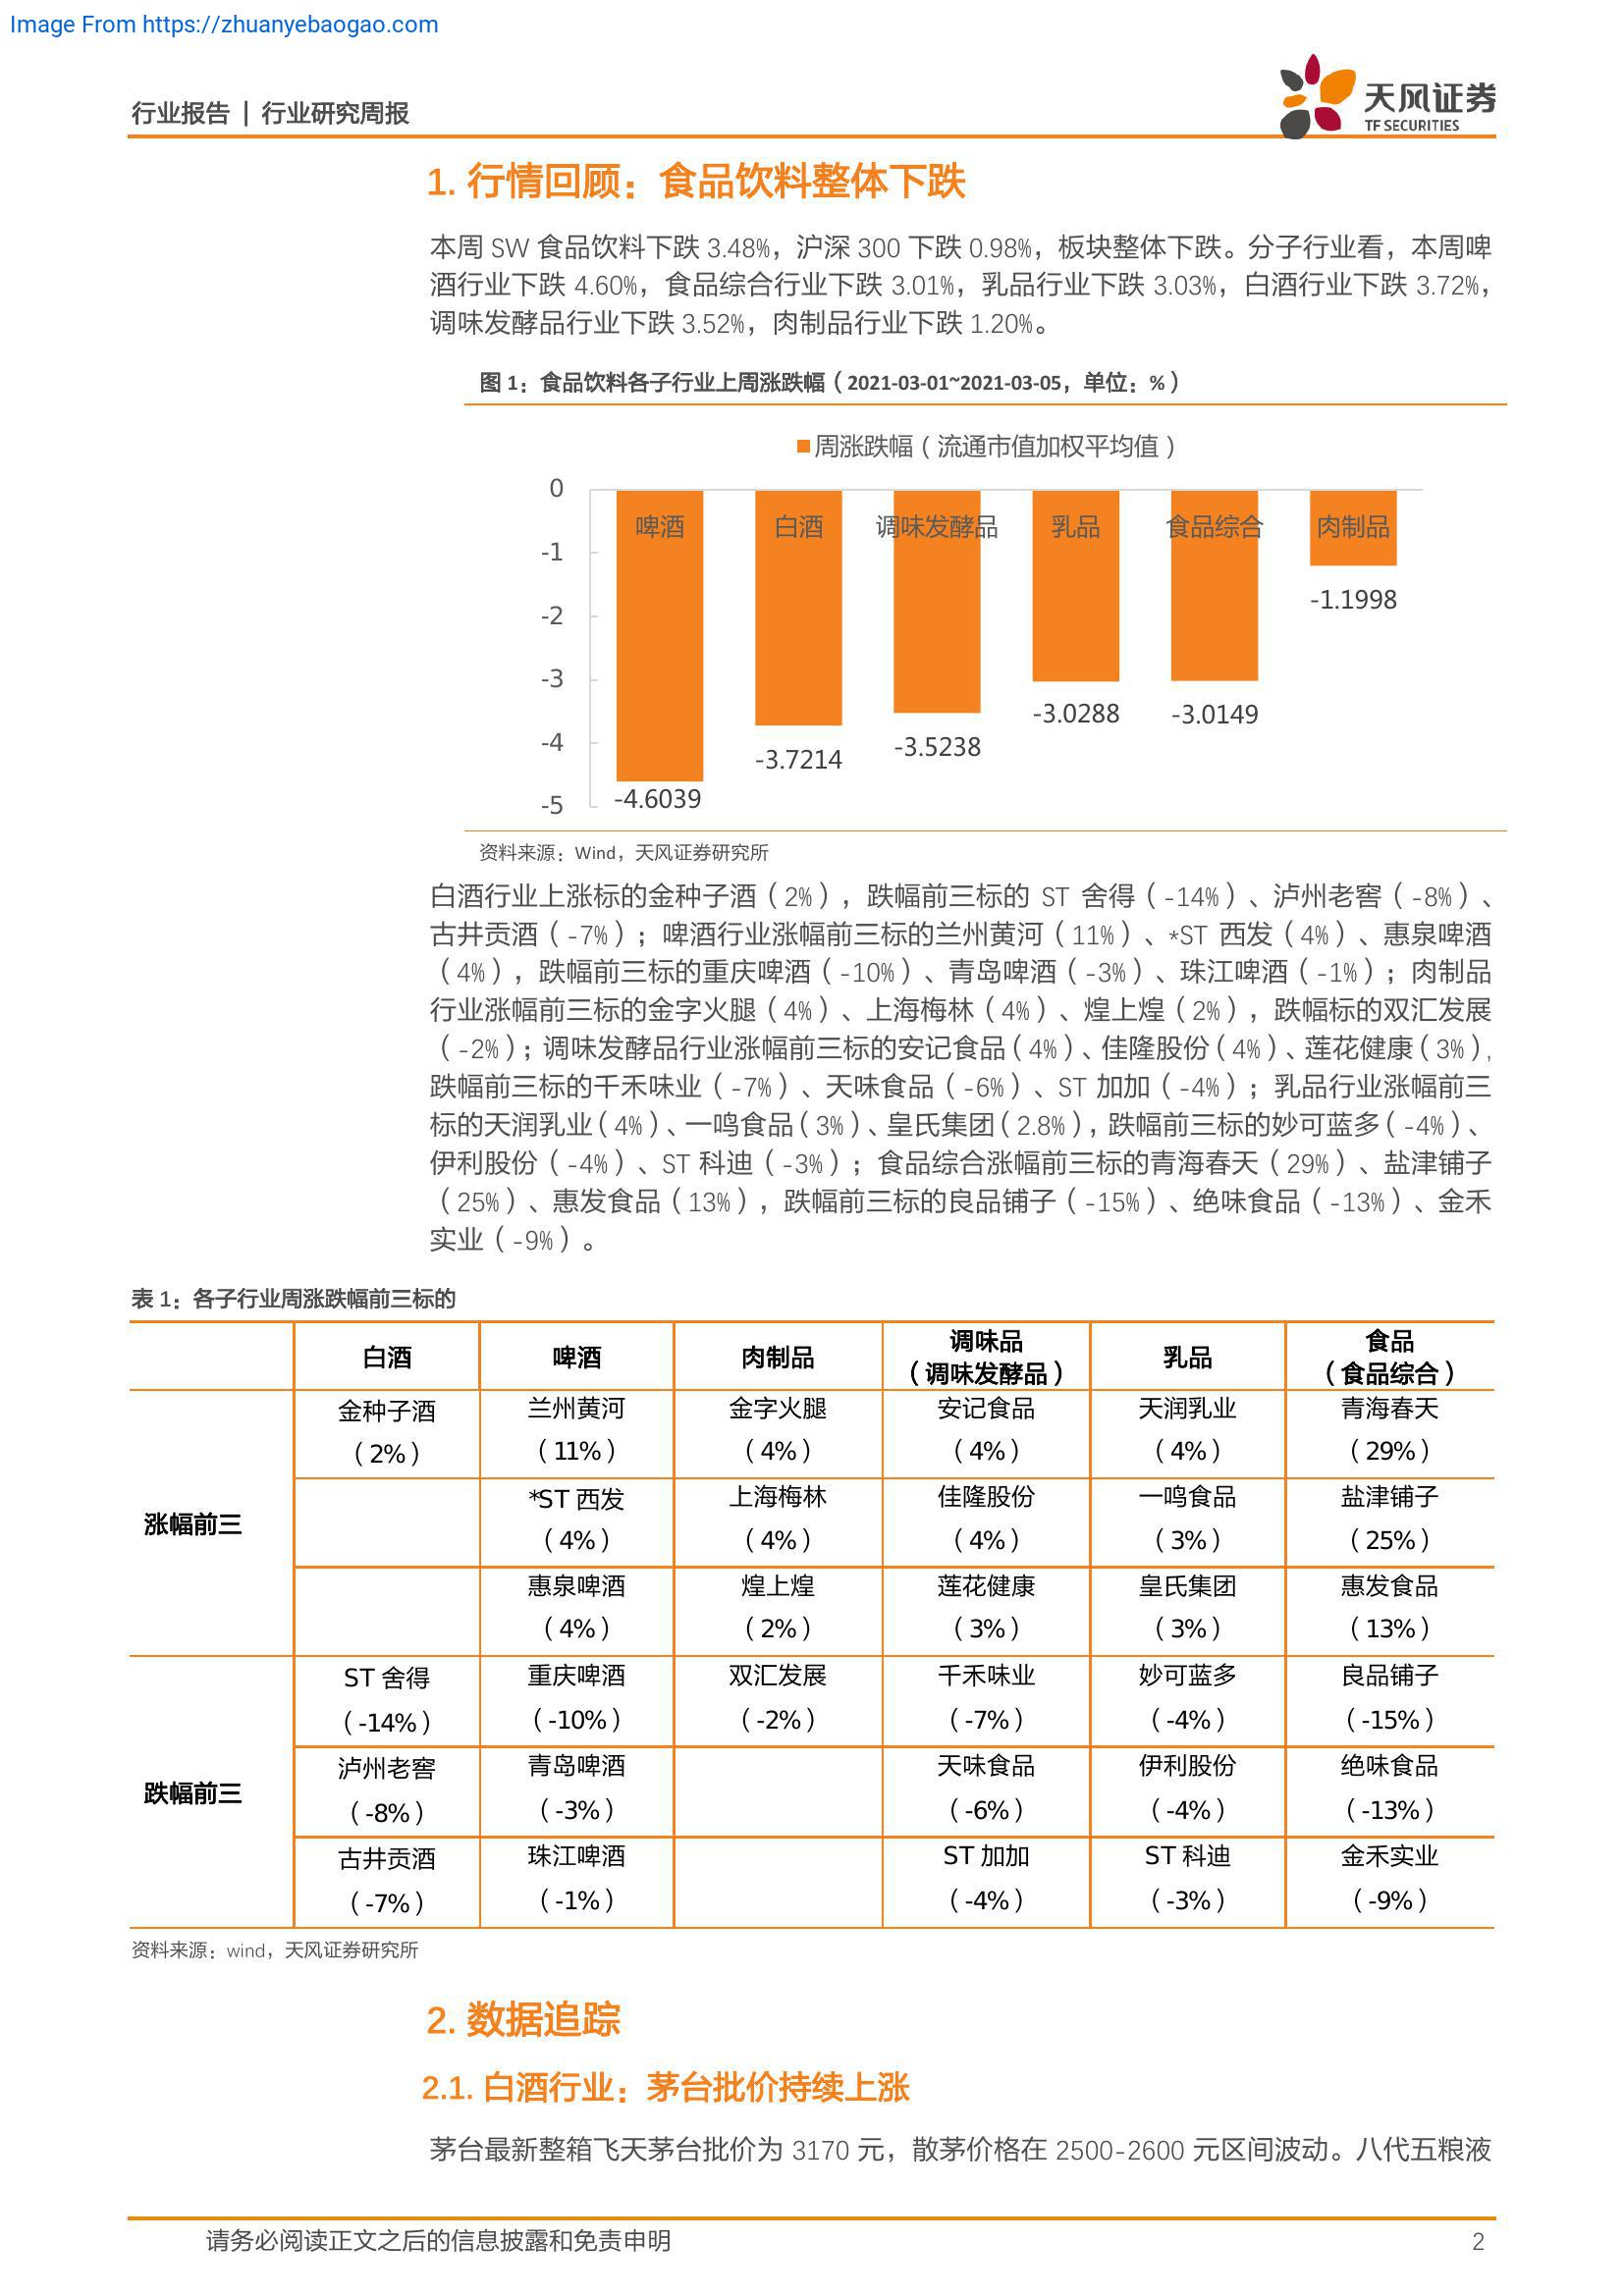 Image From https://zhuanyebaogao.com
行业报告 | 行业研究周报
天风证券
TF SECURITIES
1. 行情回顾：食品饮料整体下跌
本周 SW 食品饮料下跌 3.48%，沪深 300 下跌 0.98%，板块整体下跌。分子行业看，本周啤
酒行业下跌 4.60%，食品综合行业下跌 3.01%，乳品行业下跌 3.03%，白酒行业下跌 3.72%，
调味发酵品行业下跌 3.52%，肉制品行业下跌 1.20%。
图 1：食品饮料各子行业上周涨跌幅（2021-03-01~2021-03-05，单位：%）
周涨跌幅（流通市值加权平均值）
0
-1
-2
-3
-4
-5
啤酒 白酒 调味发酵品 乳品 食品综合 肉制品
-4.6039 -3.7214 -3.5238 -3.0288 -3.0149 -1.1998
资料来源：Wind，天风证券研究所
白酒行业上涨标的金种子酒（2%），跌幅前三标的 ST 舍得（-14%）、泸州老窖（-8%）、
古井贡酒（-7%）；啤酒行业涨幅前三标的兰州黄河（11%）、*ST 西发（4%）、惠泉啤酒
（4%），跌幅前三标的重庆啤酒（-10%）、青岛啤酒（-3%）、珠江啤酒（-1%）；肉制品
行业涨幅前三标的金字火腿（4%）、上海梅林（4%）、煌上煌（2%），跌幅标的双汇发展
（-2%）；调味发酵品行业涨幅前三标的安记食品（4%）、佳隆股份（4%）、莲花健康（3%），
跌幅前三标的千禾味业（-7%）、天味食品（-6%）、ST 加加（-4%）；乳品行业涨幅前三
标的天润乳业（4%）、一鸣食品（3%）、皇氏集团（2.8%），跌幅前三标的妙可蓝多（-4%）、
伊利股份（-4%）、ST 科迪（-3%）；食品综合涨幅前三标的青海春天（29%）、盐津铺子
（25%）、惠发食品（13%），跌幅前三标的良品铺子（-15%）、绝味食品（-13%）、金禾
实业（-9%）。
表 1：各子行业周涨跌幅前三标的
白酒 啤酒 肉制品 调味品 乳品 食品
（调味发酵品） （食品综合）
涨幅前三
金种子酒 兰州黄河 金字火腿 安记食品 天润乳业 青海春天
（2%） （11%） （4%） （4%） （4%） （29%）
*ST 西发 上海梅林 佳隆股份 一鸣食品 盐津铺子
（4%） （4%） （4%） （3%） （25%）
惠泉啤酒 煌上煌 莲花健康 皇氏集团 惠发食品
（4%） （2%） （3%） （3%） （13%）
跌幅前三
ST 舍得 重庆啤酒 双汇发展 千禾味业 妙可蓝多 良品铺子
（-14%） （-10%） （-2%） （-7%） （-4%） （-15%）
泸州老窖 青岛啤酒 天味食品 伊利股份 绝味食品
（-8%） （-3%） （-6%） （-4%） （-13%）
古井贡酒 珠江啤酒 ST 加加 ST 科迪 金禾实业
（-7%） （-1%） （-4%） （-3%） （-9%）
资料来源：wind，天风证券研究所
2. 数据追踪
2.1. 白酒行业：茅台批价持续上涨
茅台最新整箱飞天茅台批价为 3170 元，散茅价格在 2500-2600 元区间波动。八代五粮液
请务必阅读正文之后的信息披露和免责申明 2